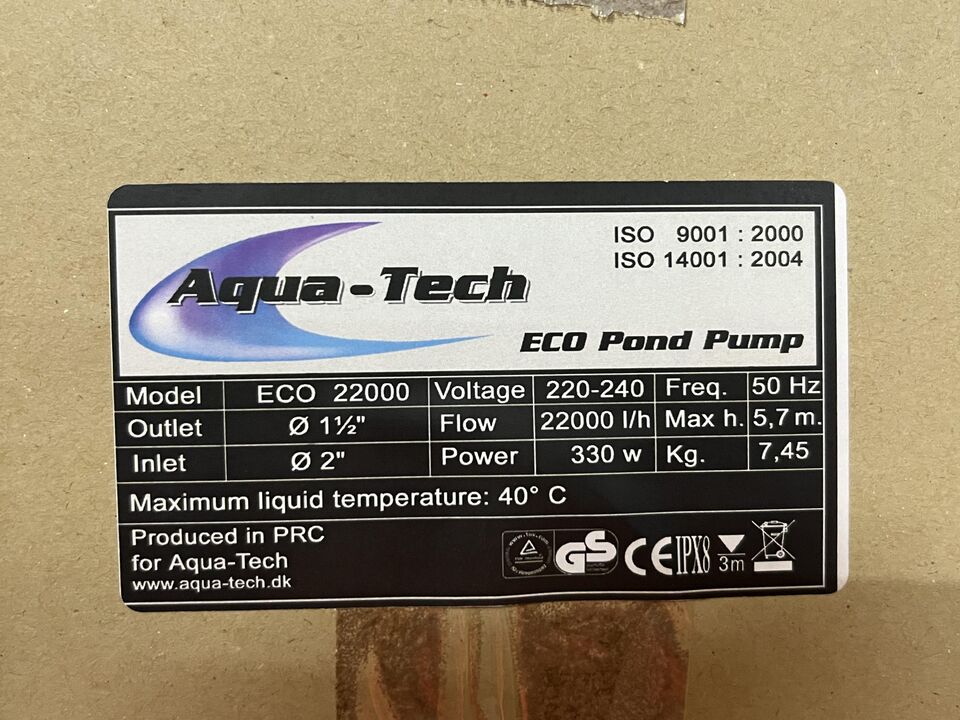 ISO 9001 : 2000
ISO 14001 : 2004
Aqua-Tech
ECO Pond Pump
Model ECO 22000 Voltage 220-240 Freq. 50 Hz
Outlet Ø 1½" Flow 22000 l/h Max h. 5,7 m.
Inlet Ø 2" Power 330 w Kg. 7,45
Maximum liquid temperature: 40° C
Produced in PRC
for Aqua-Tech
www.aqua-tech.dk
GS CE IPX8 3m